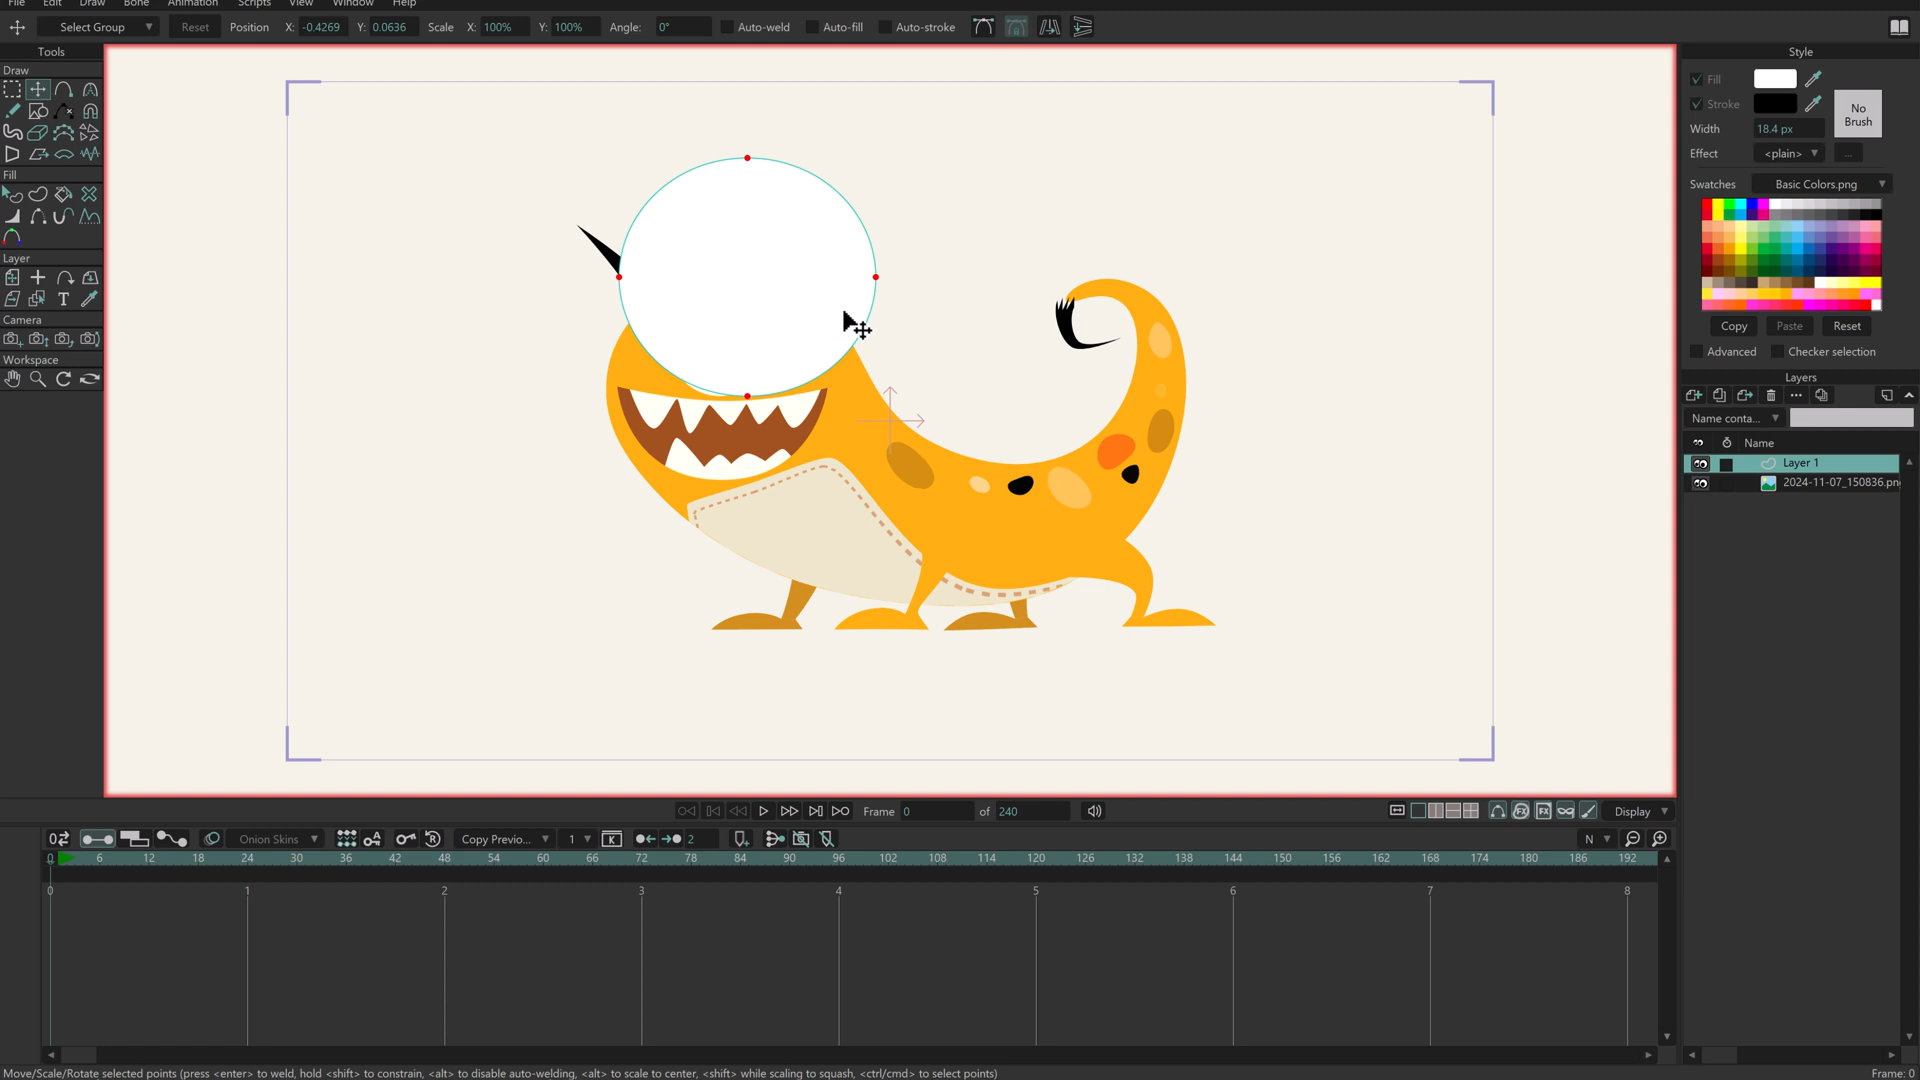 File Edit Draw Bone Animation Scripts View Window Help
Select Group Reset Position X: -0.4269 Y: 0.0636 Scale X: 100% Y: 100% Angle: 0° Auto-weld Auto-fill Auto-stroke
Tools
Draw
Fill
Layer
T
Camera
Workspace
Style
Fill
Stroke
No Brush
Width 18.4 px
Effect <plain> ...
Swatches Basic Colors.png
Copy Paste Reset
Advanced Checker selection
Layers
Name conta...
Name
Layer 1
2024-11-07_150836.pn
Frame 0 of 240 Display
Onion Skins Copy Previo... 1 K 2 N
0 6 12 18 24 30 36 42 48 54 60 66 72 78 84 90 96 102 108 114 120 126 132 138 144 150 156 162 168 174 180 186 192
0 1 2 3 4 5 6 7 8
Move/Scale/Rotate selected points (press <enter> to weld, hold <shift> to constrain, <alt> to disable auto-welding, <alt> to scale to center, <shift> while scaling to squash, <ctrl/cmd> to select points) Frame: 0